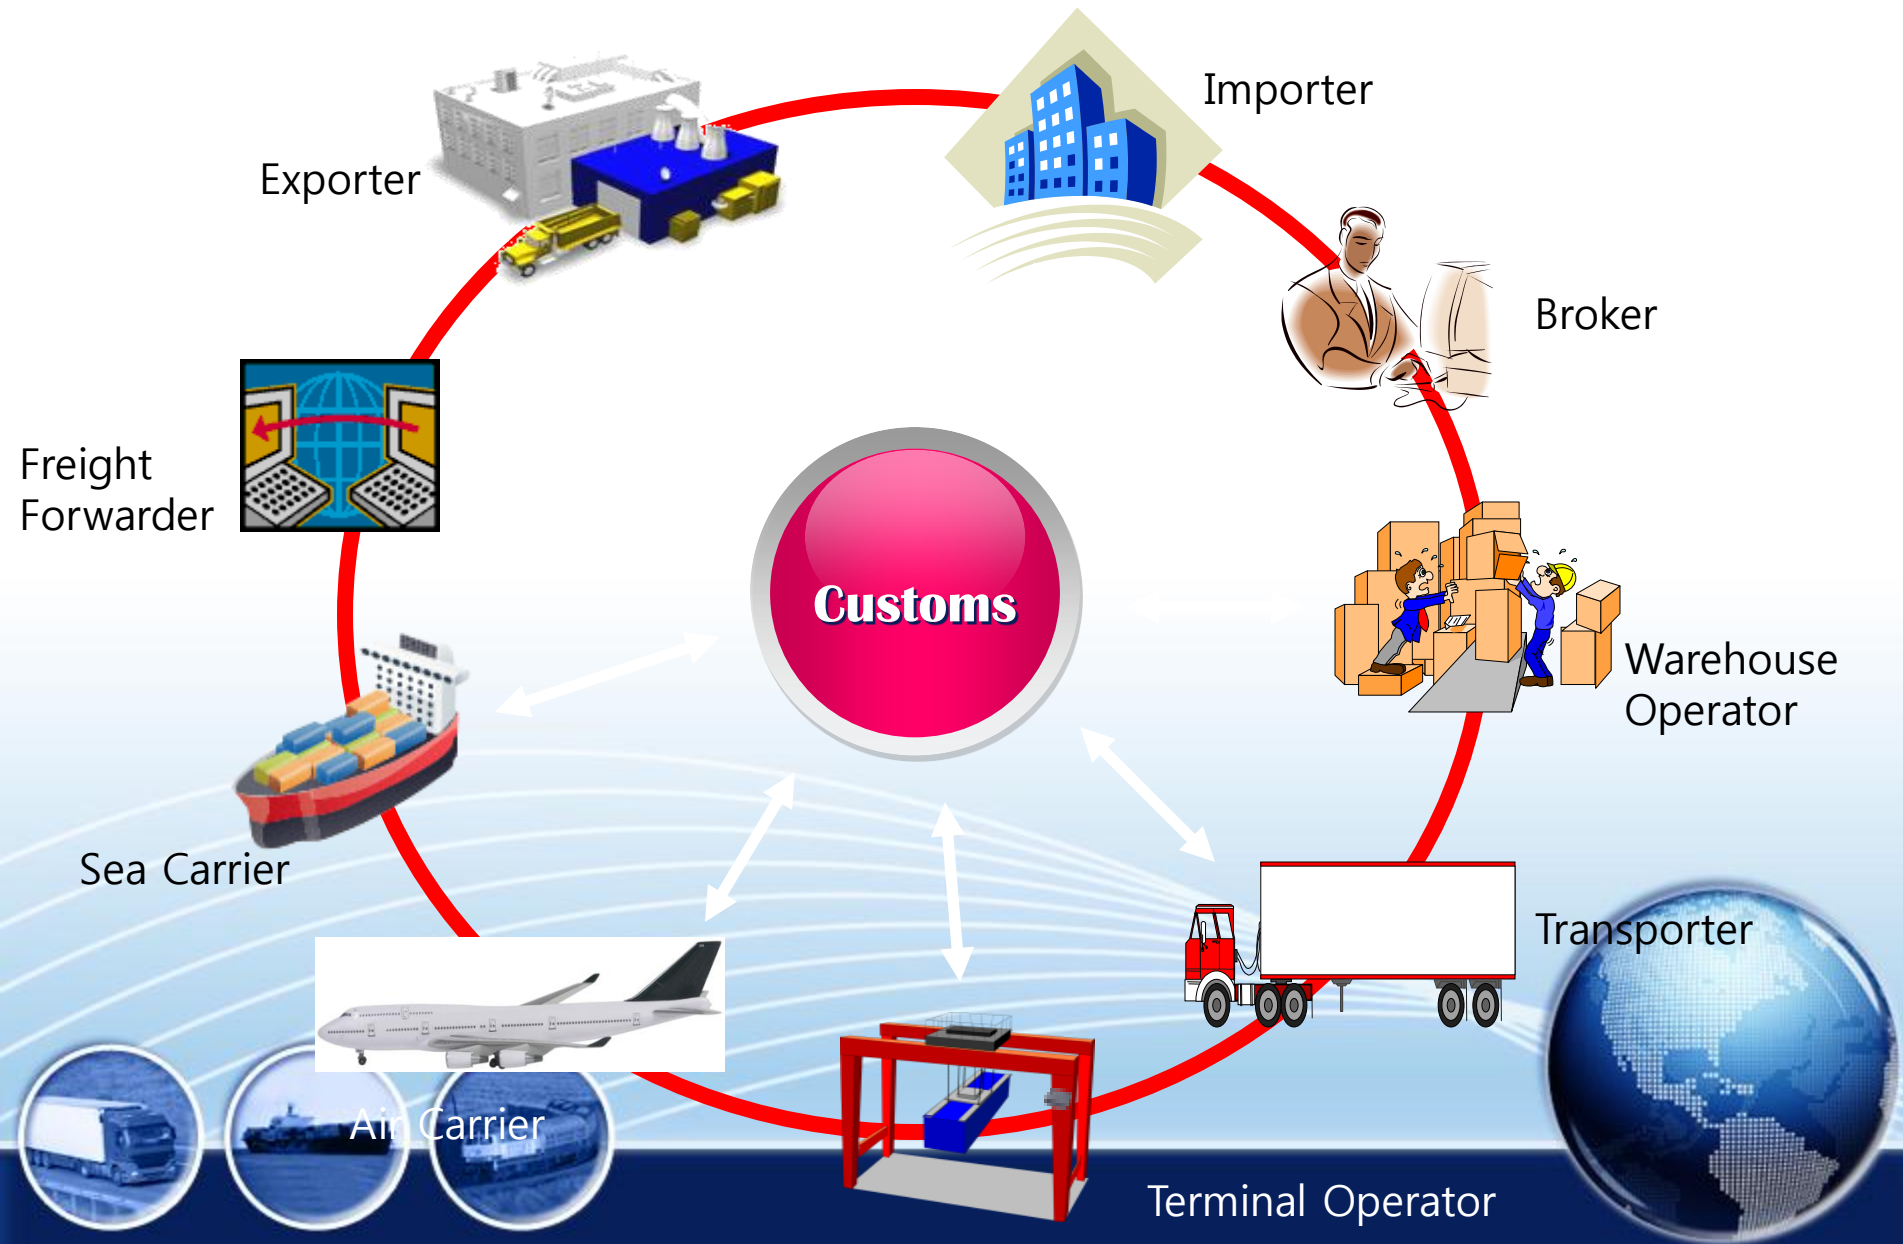 Importer
Exporter
Broker
Freight
Forwarder
Customs
Warehouse
Operator
Sea Carrier
Transporter
Air Carrier
Terminal Operator